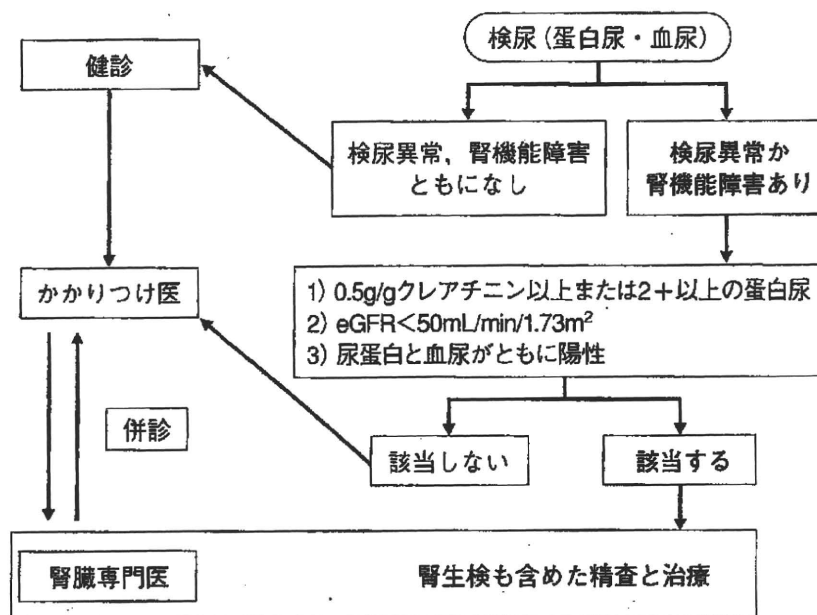 検尿(蛋白尿・血尿)
健診
検尿異常,腎機能障害
ともになし
検尿異常か
腎機能障害あり
かかりつけ医
1) 0.5g/gクレアチニン以上または2+以上の蛋白尿
2) eGFR<50mL/min/1.73m²
3) 尿蛋白と血尿がともに陽性
併診
該当しない
該当する
腎臓専門医
腎生検も含めた精査と治療